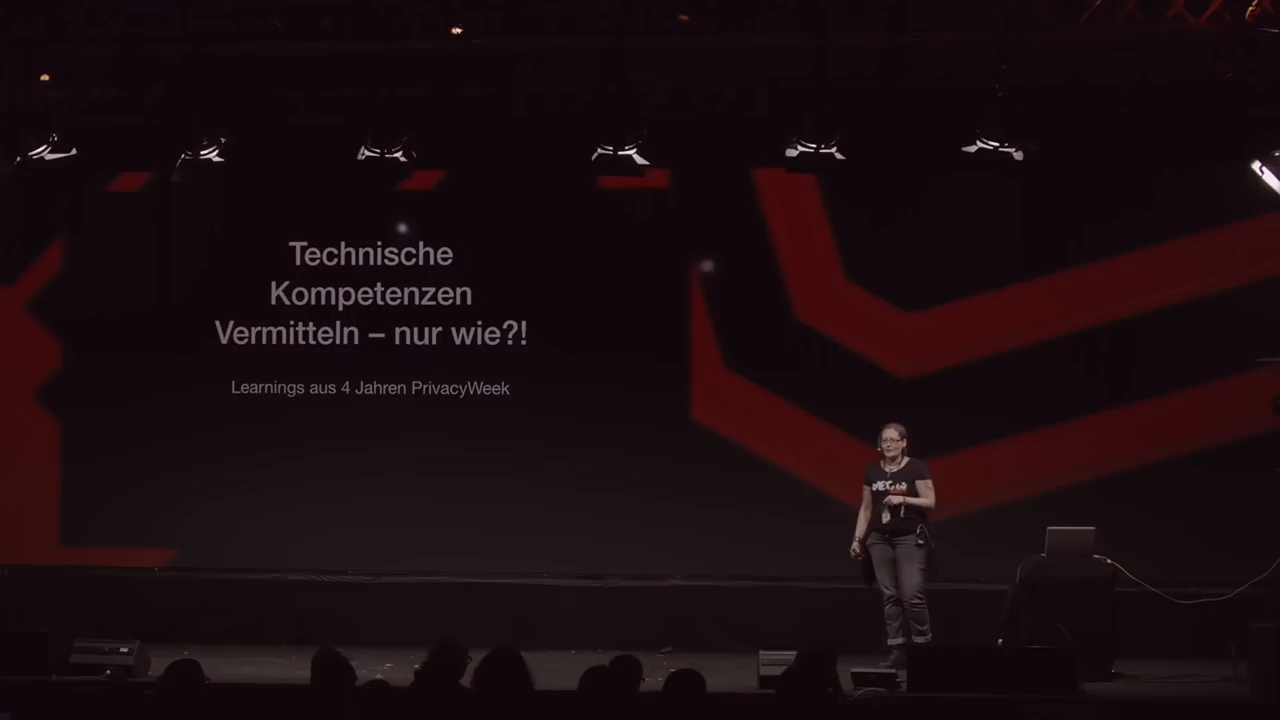 Technische
Kompetenzen
Vermitteln – nur wie?!
Learnings aus 4 Jahren PrivacyWeek